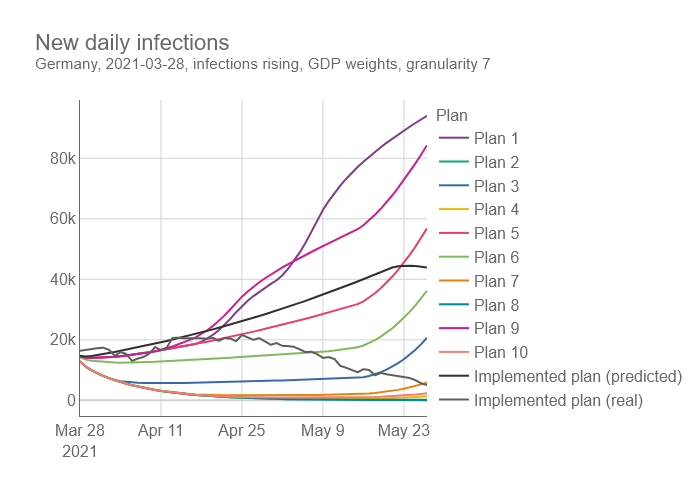 New daily infections
Germany, 2021-03-28, infections rising, GDP weights, granularity 7
Plan
Plan 1
Plan 2
Plan 3
Plan 4
Plan 5
Plan 6
Plan 7
Plan 8
Plan 9
Plan 10
Implemented plan (predicted)
Implemented plan (real)
80k
60k
40k
20k
0
Mar 28
2021
Apr 11
Apr 25
May 9
May 23